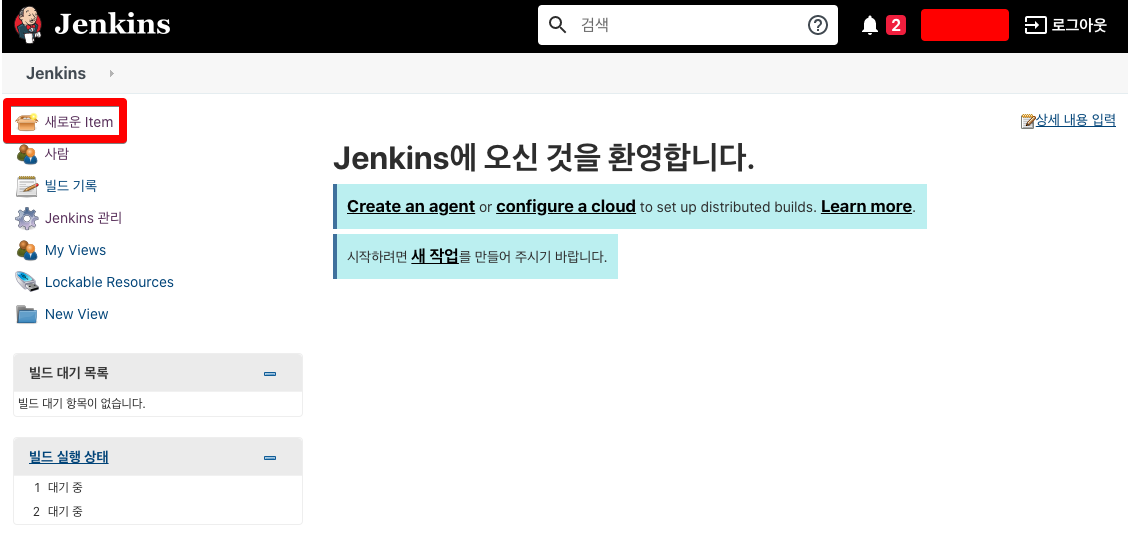 Jenkins
검색
2
로그아웃
Jenkins
새로운 Item
사람
빌드 기록
Jenkins 관리
My Views
Lockable Resources
New View
빌드 대기 목록
빌드 대기 항목이 없습니다.
빌드 실행 상태
1 대기 중
2 대기 중
상세 내용 입력
Jenkins에 오신 것을 환영합니다.
Create an agent or configure a cloud to set up distributed builds. Learn more.
시작하려면 새 작업를 만들어 주시기 바랍니다.